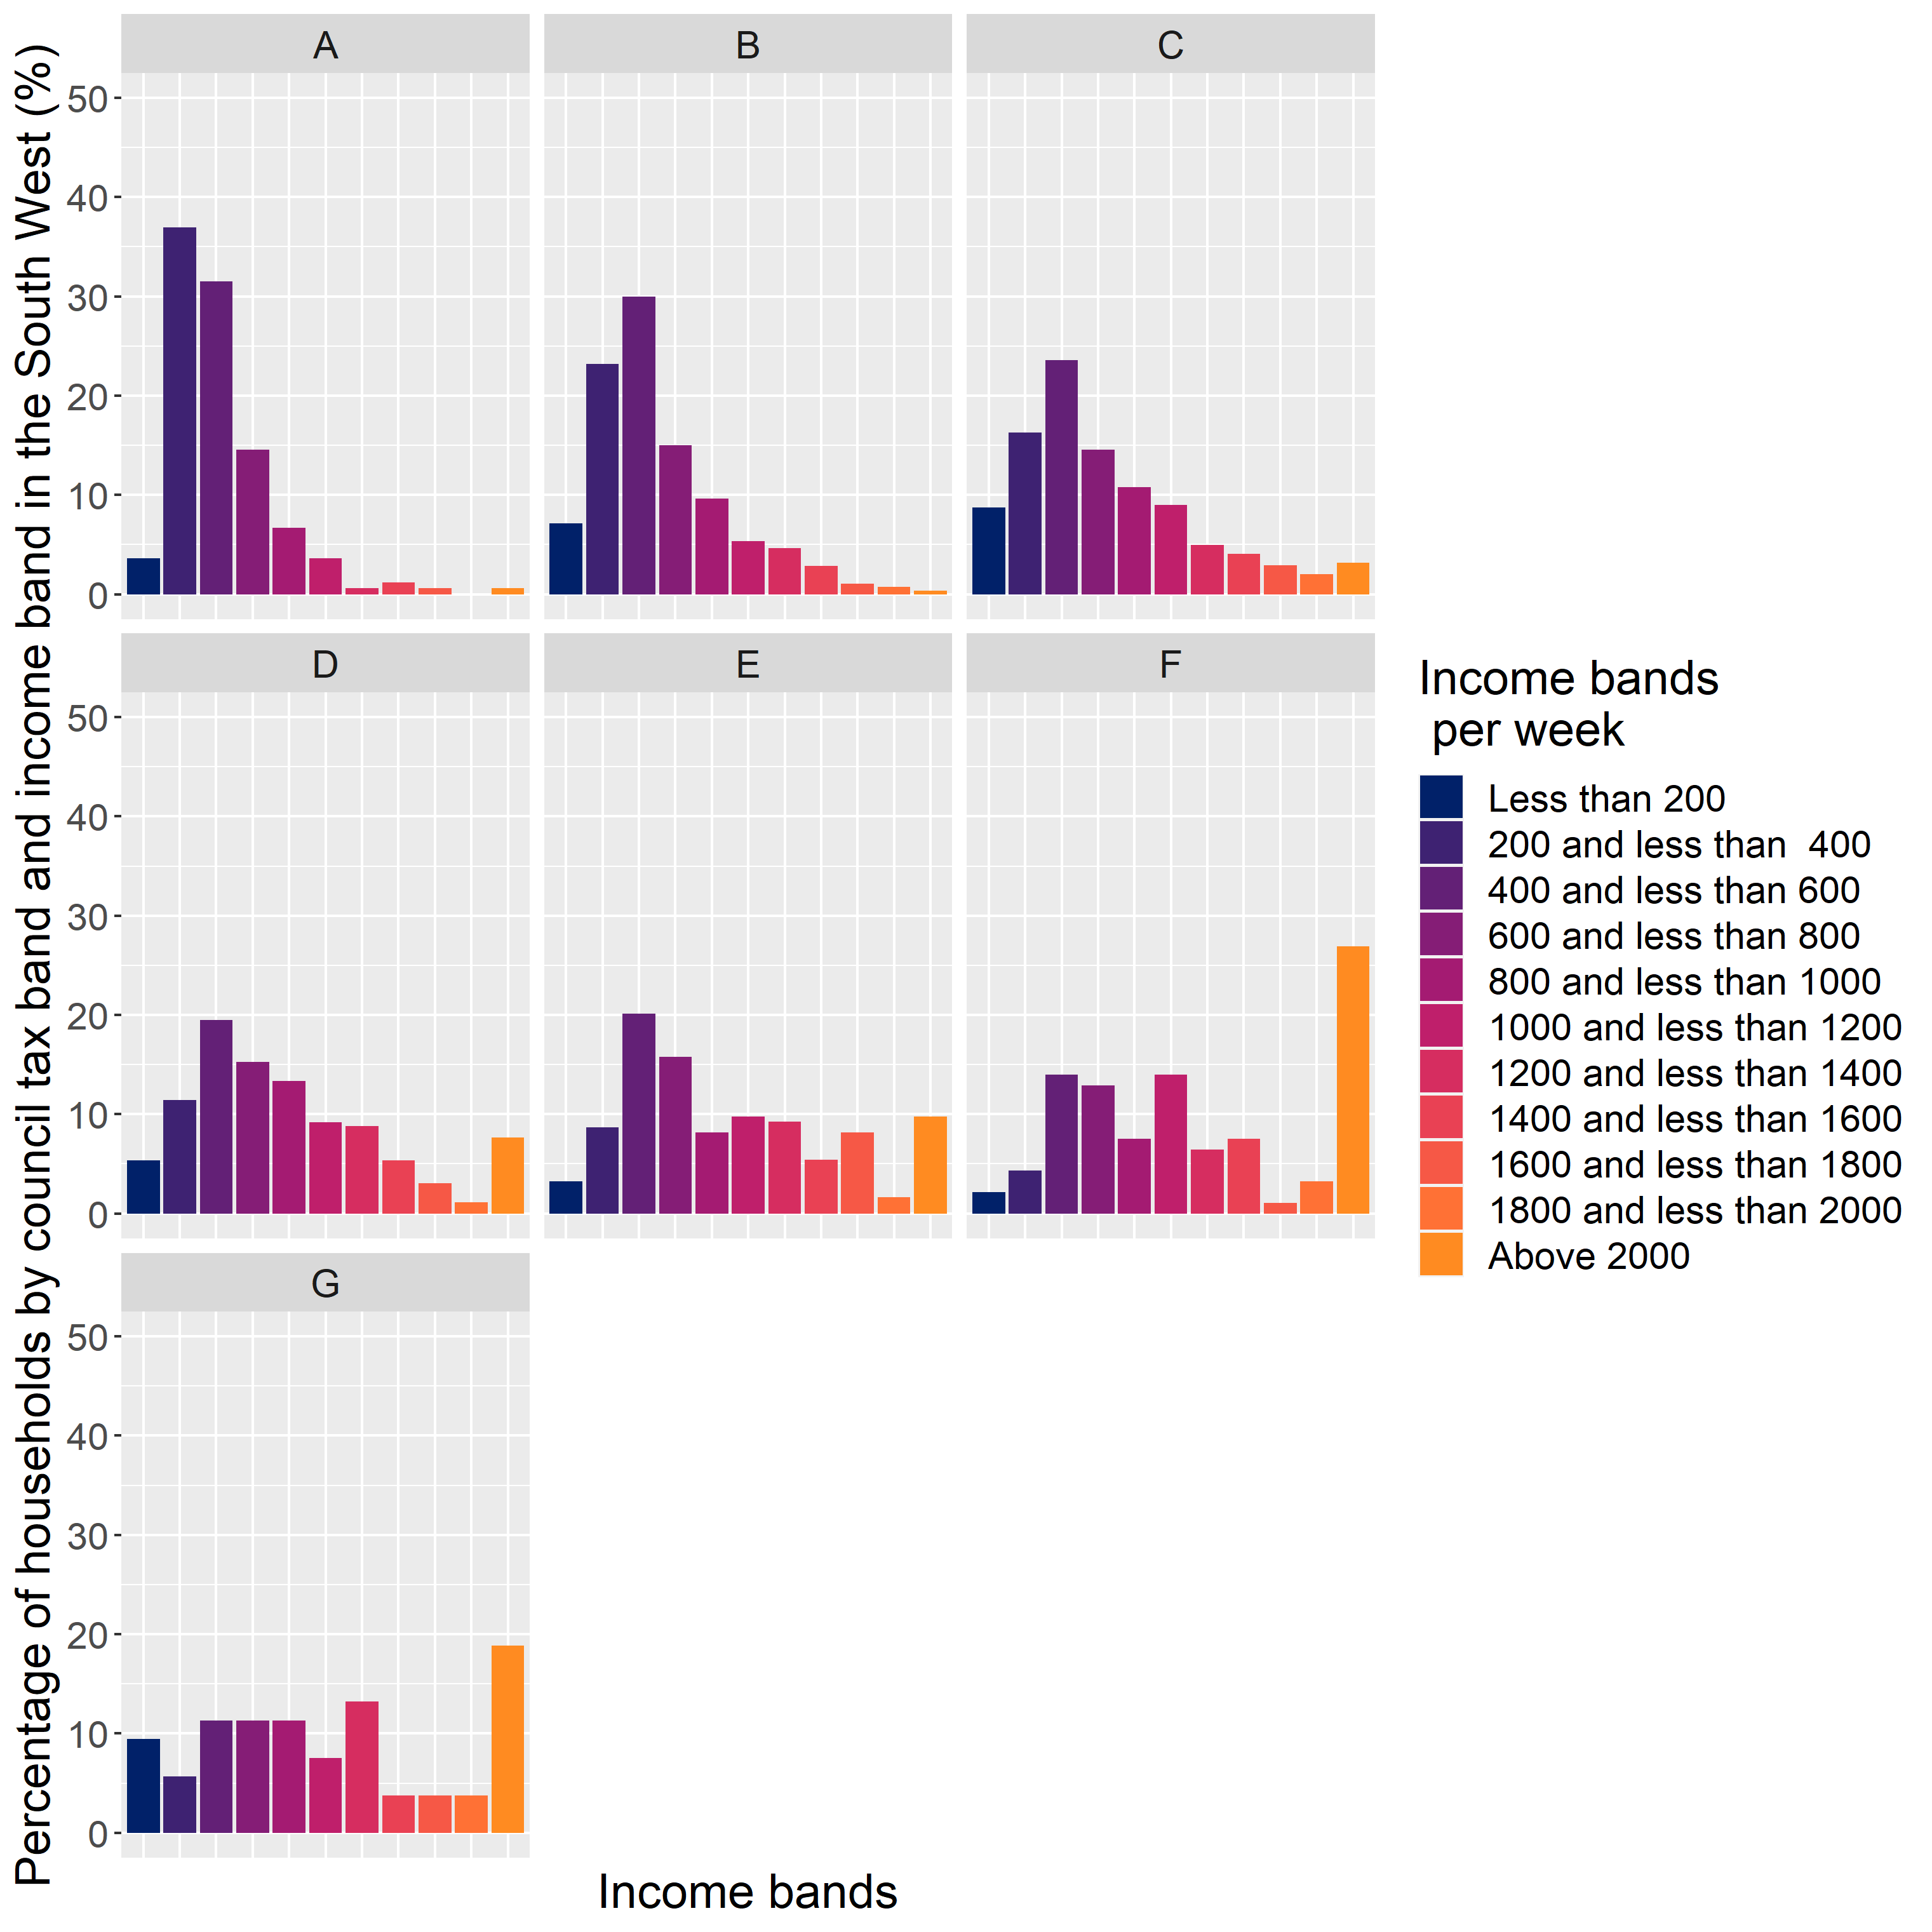 Percentage of households by council tax band and income band in the South West (%)
A
B
C
50
40
30
20
10
0
D
E
F
50
40
30
20
10
0
G
50
40
30
20
10
0
Income bands
Income bands
per week
Less than 200
200 and less than  400
400 and less than 600
600 and less than 800
800 and less than 1000
1000 and less than 1200
1200 and less than 1400
1400 and less than 1600
1600 and less than 1800
1800 and less than 2000
Above 2000